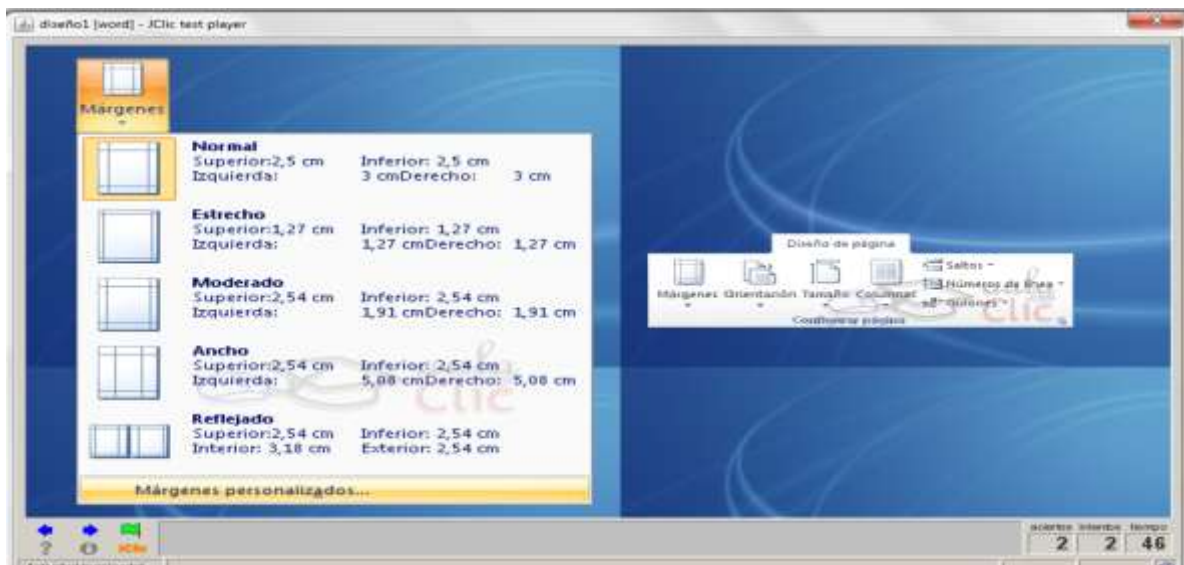 diseño1 [word] - JClic test player
Márgenes
Normal
Superior:2,5 cm Inferior: 2,5 cm
Izquierda: 3 cmDerecho: 3 cm
Estrecho
Superior:1,27 cm Inferior: 1,27 cm
Izquierda: 1,27 cmDerecho: 1,27 cm
Moderado
Superior:2,54 cm Inferior: 2,54 cm
Izquierda: 1,91 cmDerecho: 1,91 cm
Ancho
Superior:2,54 cm Inferior: 2,54 cm
Izquierda: 5,08 cmDerecho: 5,08 cm
Reflejado
Superior:2,54 cm Inferior: 2,54 cm
Interior: 3,18 cm Exterior: 2,54 cm
Márgenes personalizados...
Diseño de página
Saltos
Márgenes Orientación Tamaño Columnas
Números de línea
Guiones
Configurar página
aula
Clic
JClic
aciertos intentos tiempo
2 2 46